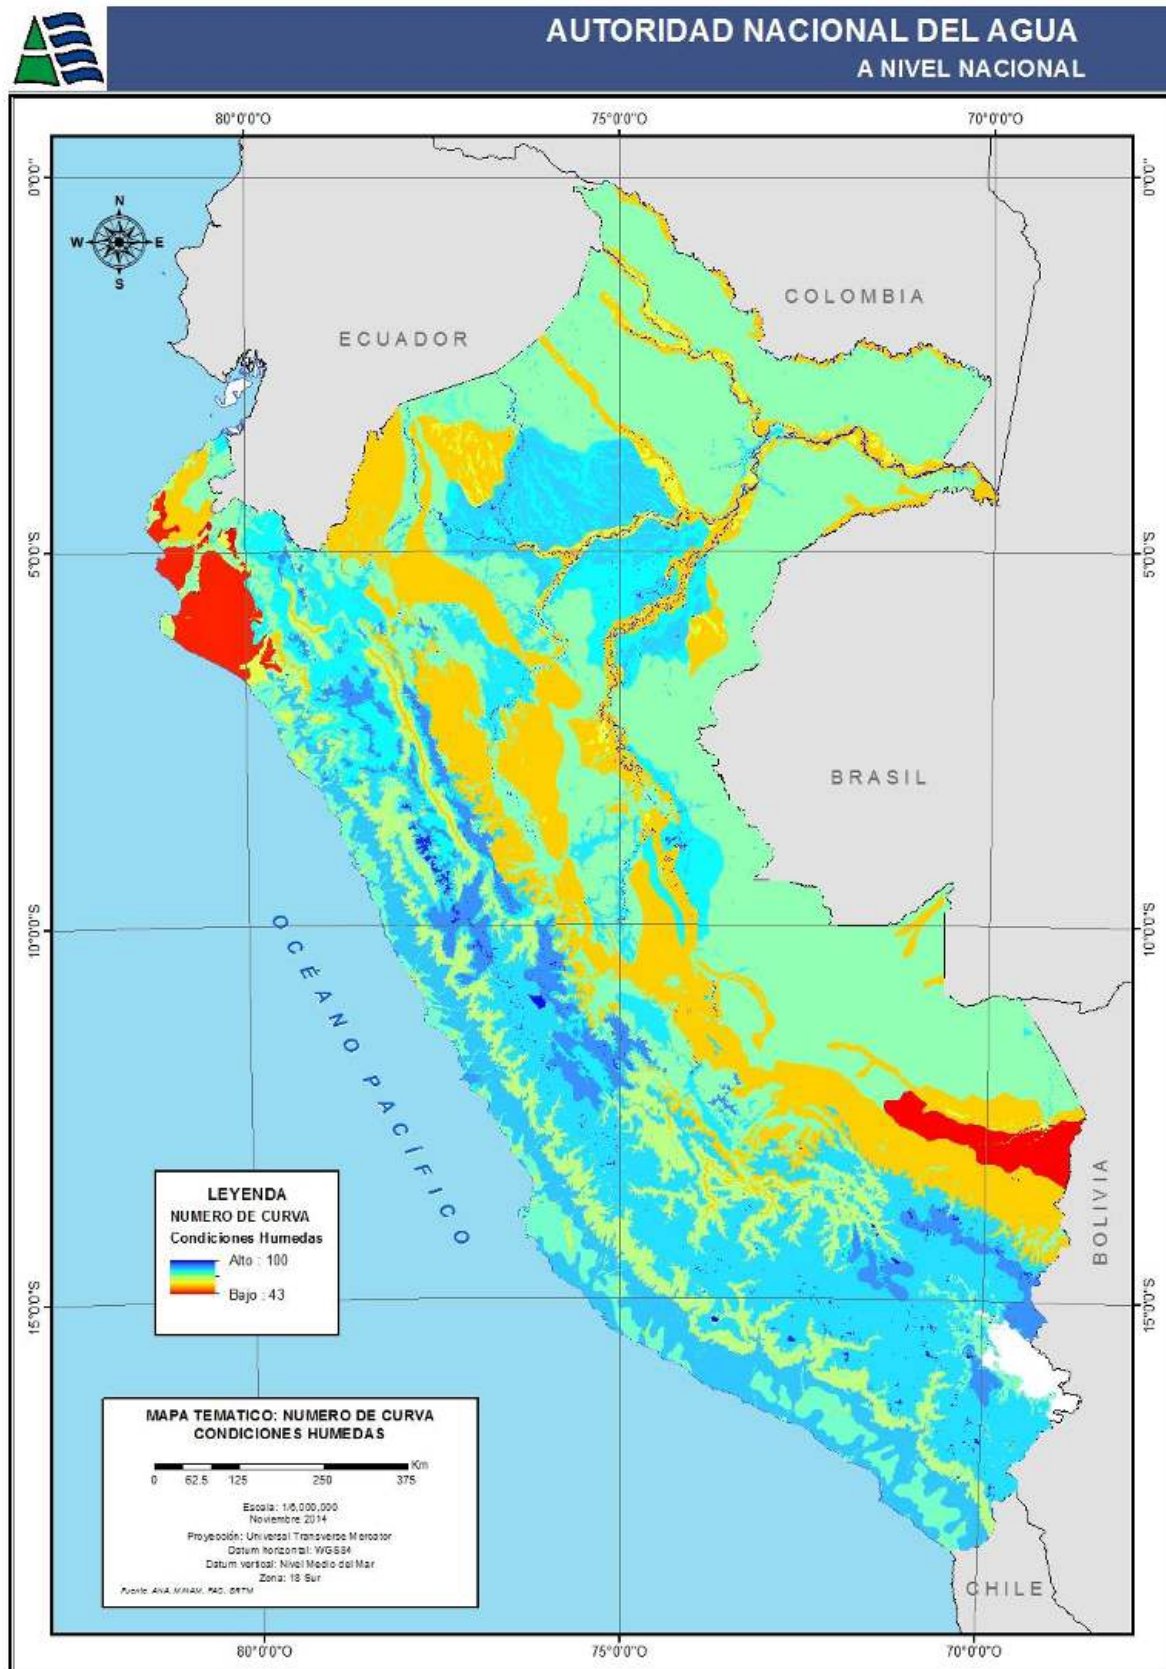 AUTORIDAD NACIONAL DEL AGUA
A NIVEL NACIONAL
80°0'0"O 75°0'0"O 70°0'0"O
0°0'0" 0°0'0"
N
W E
S
COLOMBIA
ECUADOR
5°0'0"S 5°0'0"S
BRASIL
10°0'0"S 10°0'0"S
OCÉANO PACÍFICO
BOLIVIA
LEYENDA
NUMERO DE CURVA
Condiciones Humedas
Alto : 100
Bajo : 43
15°0'0"S 15°0'0"S
MAPA TEMATICO: NUMERO DE CURVA
CONDICIONES HUMEDAS
Km
0 62.5 125 250 375
Escala: 1/6,000,000
Noviembre 2014
Proyección: Universal Transverse Mercator
Datum horizontal: WGS84
Datum vertical: Nivel Medio del Mar
Zona: 18 Sur
Fuente: ANA, MINAM, FAO, SRTM
CHILE
80°0'0"O 75°0'0"O 70°0'0"O